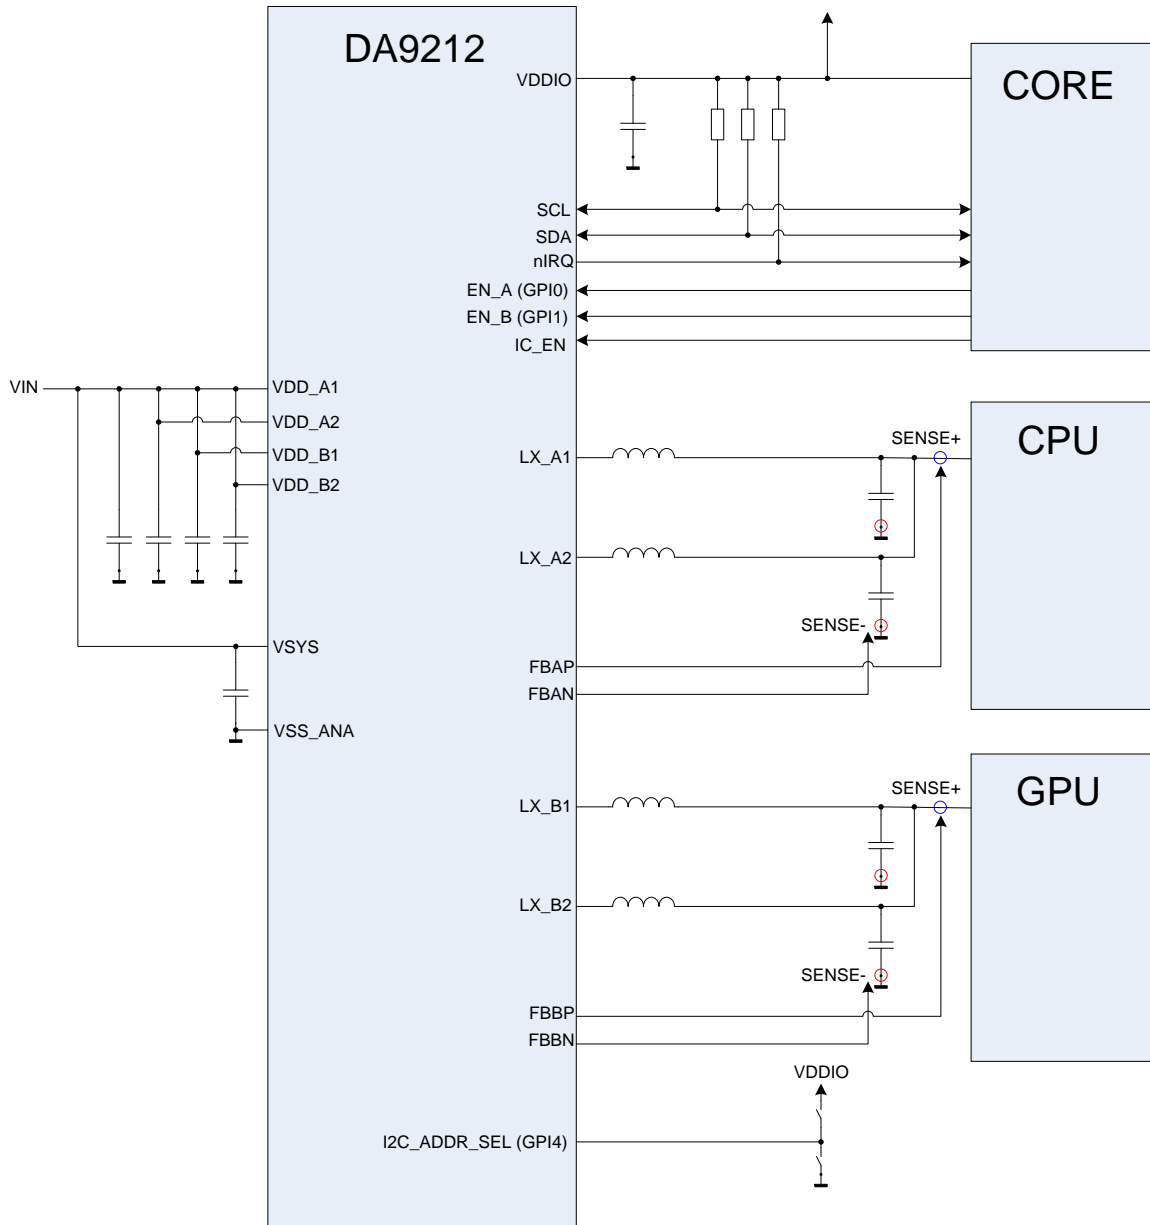 DA9212
CORE
VDDIO
SCL
SDA
nIRQ
EN_A (GPI0)
EN_B (GPI1)
IC_EN
VIN
VDD_A1
VDD_A2
VDD_B1
VDD_B2
VSYS
VSS_ANA
CPU
SENSE+
LX_A1
LX_A2
SENSE-
FBAP
FBAN
GPU
SENSE+
LX_B1
LX_B2
SENSE-
FBBP
FBBN
VDDIO
I2C_ADDR_SEL (GPI4)